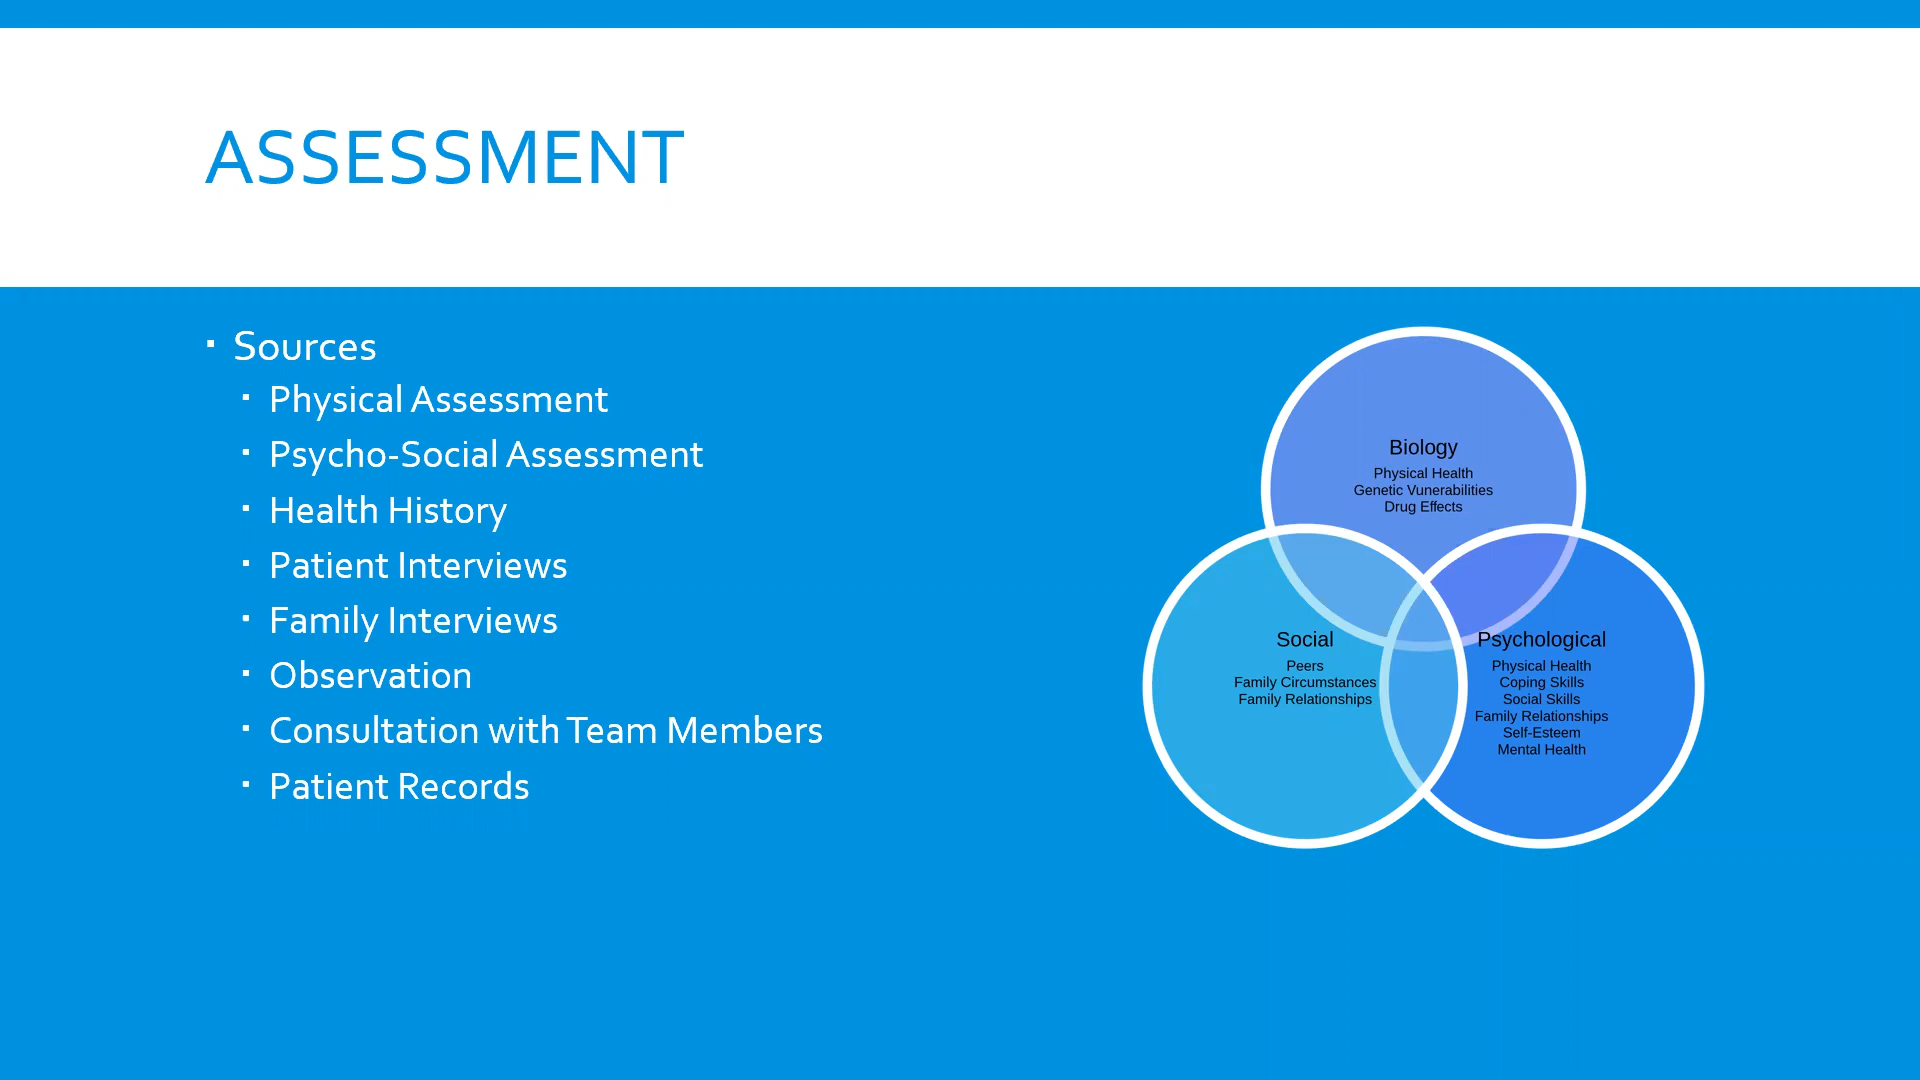 ASSESSMENT
▪ Sources
▪ Physical Assessment
▪ Psycho-Social Assessment
▪ Health History
▪ Patient Interviews
▪ Family Interviews
▪ Observation
▪ Consultation with Team Members
▪ Patient Records
Biology
Physical Health
Genetic Vunerabilities
Drug Effects
Social
Peers
Family Circumstances
Family Relationships
Psychological
Physical Health
Coping Skills
Social Skills
Family Relationships
Self-Esteem
Mental Health